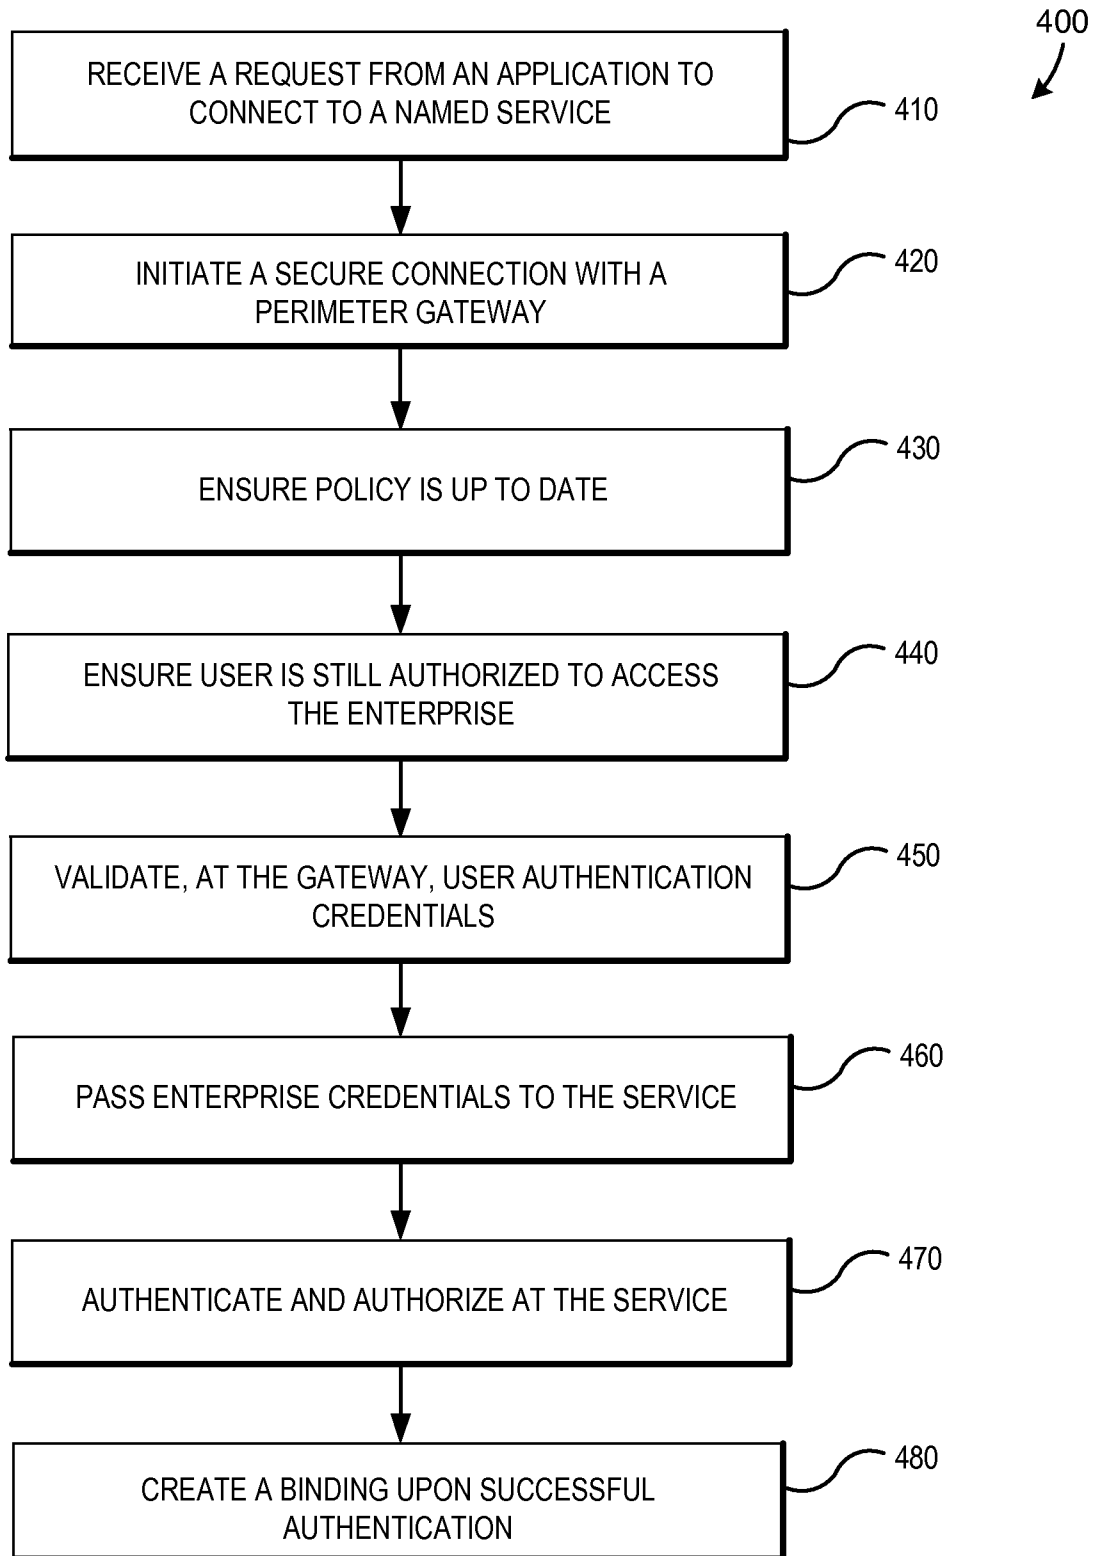 400
RECEIVE A REQUEST FROM AN APPLICATION TO
CONNECT TO A NAMED SERVICE
410
INITIATE A SECURE CONNECTION WITH A
PERIMETER GATEWAY
420
ENSURE POLICY IS UP TO DATE
430
ENSURE USER IS STILL AUTHORIZED TO ACCESS
THE ENTERPRISE
440
VALIDATE, AT THE GATEWAY, USER AUTHENTICATION
CREDENTIALS
450
PASS ENTERPRISE CREDENTIALS TO THE SERVICE
460
AUTHENTICATE AND AUTHORIZE AT THE SERVICE
470
CREATE A BINDING UPON SUCCESSFUL
AUTHENTICATION
480